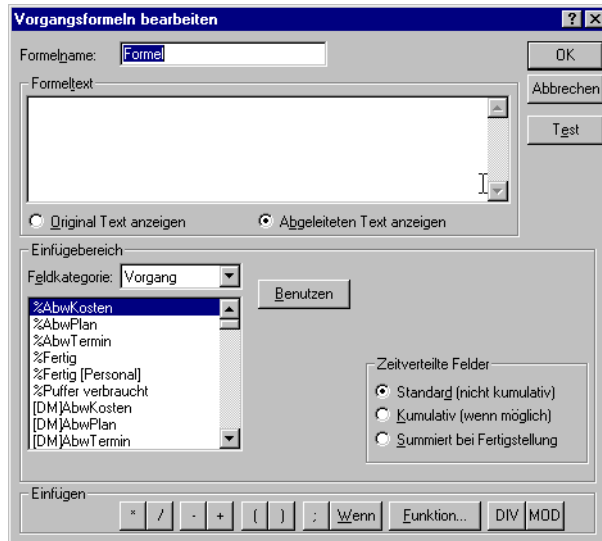 Vorgangsformeln bearbeiten
Formelname: Formel
OK
Formeltext
Abbrechen
Test
Original Text anzeigen Abgeleiteten Text anzeigen
Einfügebereich
Feldkategorie: Vorgang
Benutzen
%AbwKosten
%AbwPlan
%AbwTermin
%Fertig
%Fertig [Personal]
%Puffer verbraucht
[DM]AbwKosten
[DM]AbwPlan
[DM]AbwTermin
Zeitverteilte Felder
Standard (nicht kumulativ)
Kumulativ (wenn möglich)
Summiert bei Fertigstellung
Einfügen
* / - + ( ) ; Wenn Funktion... DIV MOD